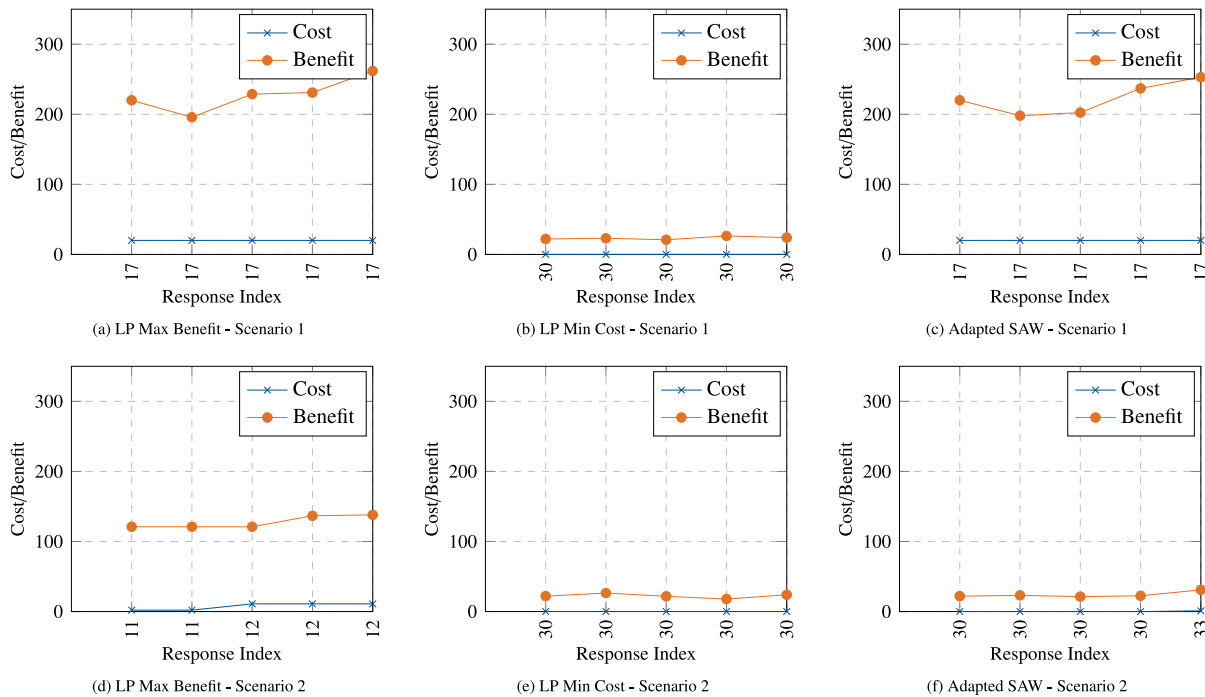 Cost/Benefit
300
200
100
0
Cost
Benefit
17
17
17
17
17
Response Index
(a) LP Max Benefit - Scenario 1
Cost/Benefit
300
200
100
0
Cost
Benefit
30
30
30
30
30
Response Index
(b) LP Min Cost - Scenario 1
Cost/Benefit
300
200
100
0
Cost
Benefit
17
17
17
17
17
Response Index
(c) Adapted SAW - Scenario 1
Cost/Benefit
300
200
100
0
Cost
Benefit
11
11
12
12
12
Response Index
(d) LP Max Benefit - Scenario 2
Cost/Benefit
300
200
100
0
Cost
Benefit
30
30
30
30
30
Response Index
(e) LP Min Cost - Scenario 2
Cost/Benefit
300
200
100
0
Cost
Benefit
30
30
30
30
33
Response Index
(f) Adapted SAW - Scenario 2